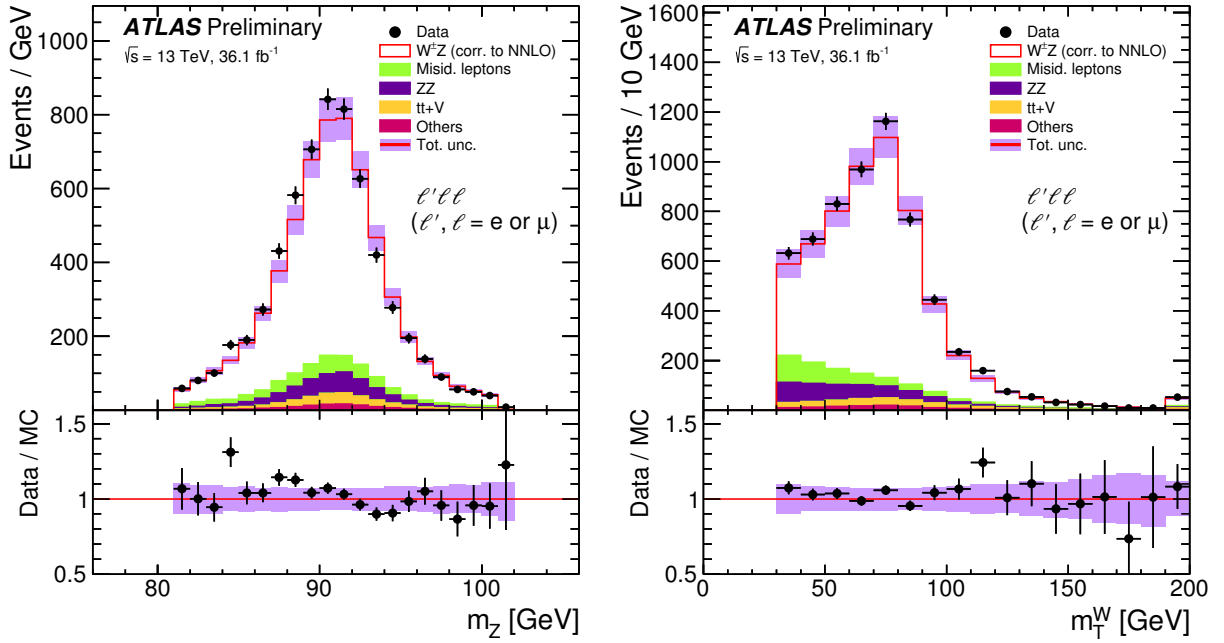 ATLAS Preliminary
√s = 13 TeV, 36.1 fb⁻¹
Data
W±Z (corr. to NNLO)
Misid. leptons
ZZ
tt+V
Others
Tot. unc.
ℓ'ℓℓ
(ℓ', ℓ = e or μ)
Events / GeV
1000
800
600
400
200
Data / MC
1.5
1
0.5
80
90
100
m_Z [GeV]
ATLAS Preliminary
√s = 13 TeV, 36.1 fb⁻¹
Data
W±Z (corr. to NNLO)
Misid. leptons
ZZ
tt+V
Others
Tot. unc.
ℓ'ℓℓ
(ℓ', ℓ = e or μ)
Events / 10 GeV
1600
1400
1200
1000
800
600
400
200
Data / MC
1.5
1
0.5
0
50
100
150
200
m_T^W [GeV]